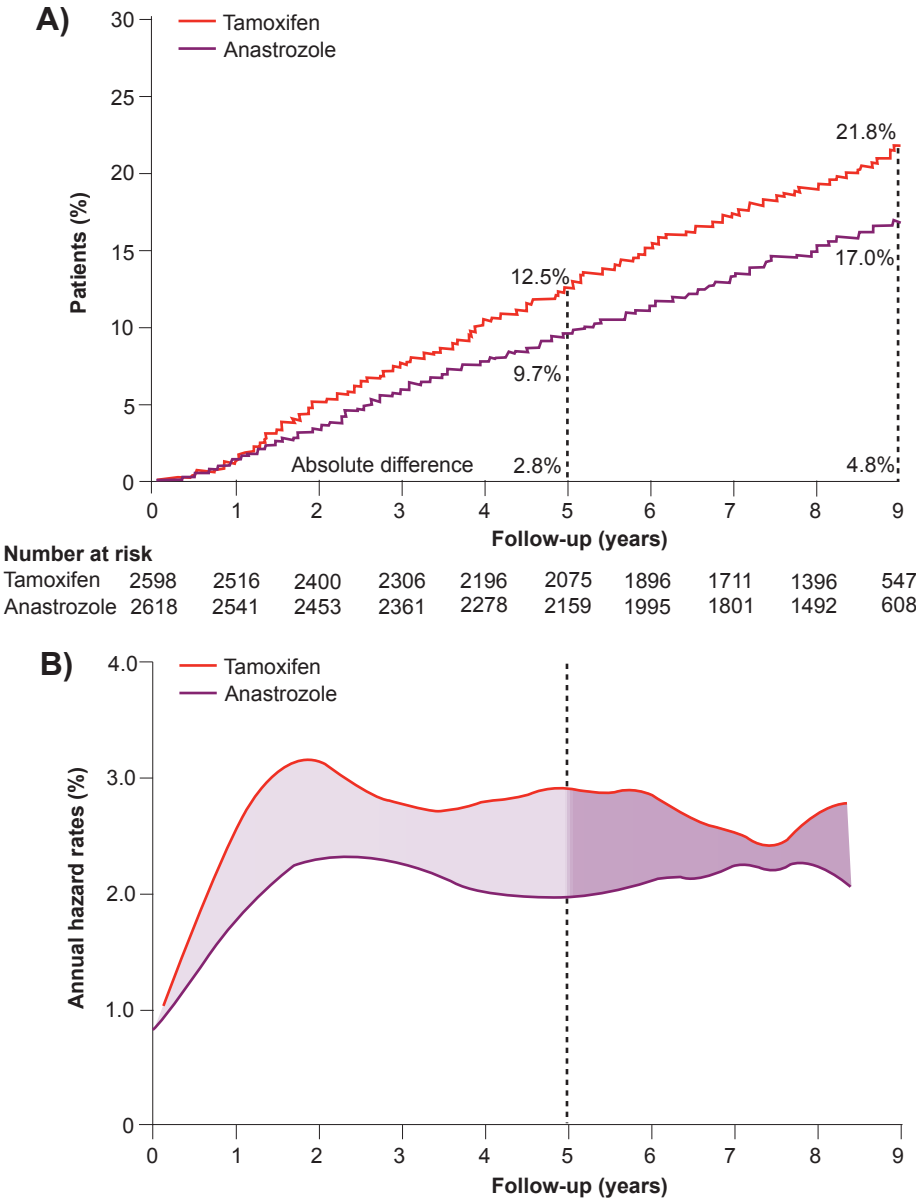 A)
Tamoxifen
Anastrozole
30
25
20
15
10
5
0
Patients (%)
21.8%
17.0%
12.5%
9.7%
Absolute difference 2.8% 4.8%
0 1 2 3 4 5 6 7 8 9
Follow-up (years)
Number at risk
Tamoxifen 2598 2516 2400 2306 2196 2075 1896 1711 1396 547
Anastrozole 2618 2541 2453 2361 2278 2159 1995 1801 1492 608
B)
Tamoxifen
Anastrozole
4.0
3.0
2.0
1.0
0
Annual hazard rates (%)
0 1 2 3 4 5 6 7 8 9
Follow-up (years)